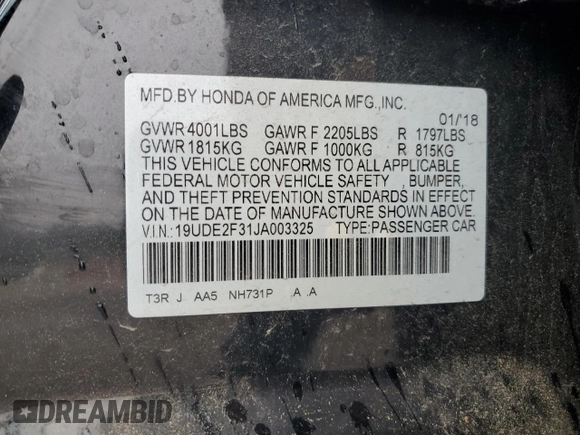 MFD.BY HONDA OF AMERICA MFG.,INC.
01/'18
GVWR 4001LBS GAWR F 2205LBS R 1797LBS
GVWR 1815KG GAWR F 1000KG R 815KG
THIS VEHICLE CONFORMS TO ALL APPLICABLE
FEDERAL MOTOR VEHICLE SAFETY , BUMPER,
AND THEFT PREVENTION STANDARDS IN EFFECT
ON THE DATE OF MANUFACTURE SHOWN ABOVE.
V.I.N.: 19UDE2F31JA003325 TYPE:PASSENGER CAR
T3R J AA5 NH731P A .A
DREAMBID